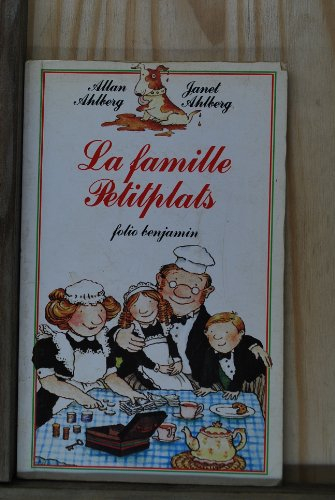 Allan Janet
Ahlberg Ahlberg
La famille
Petitplats
folio benjamin